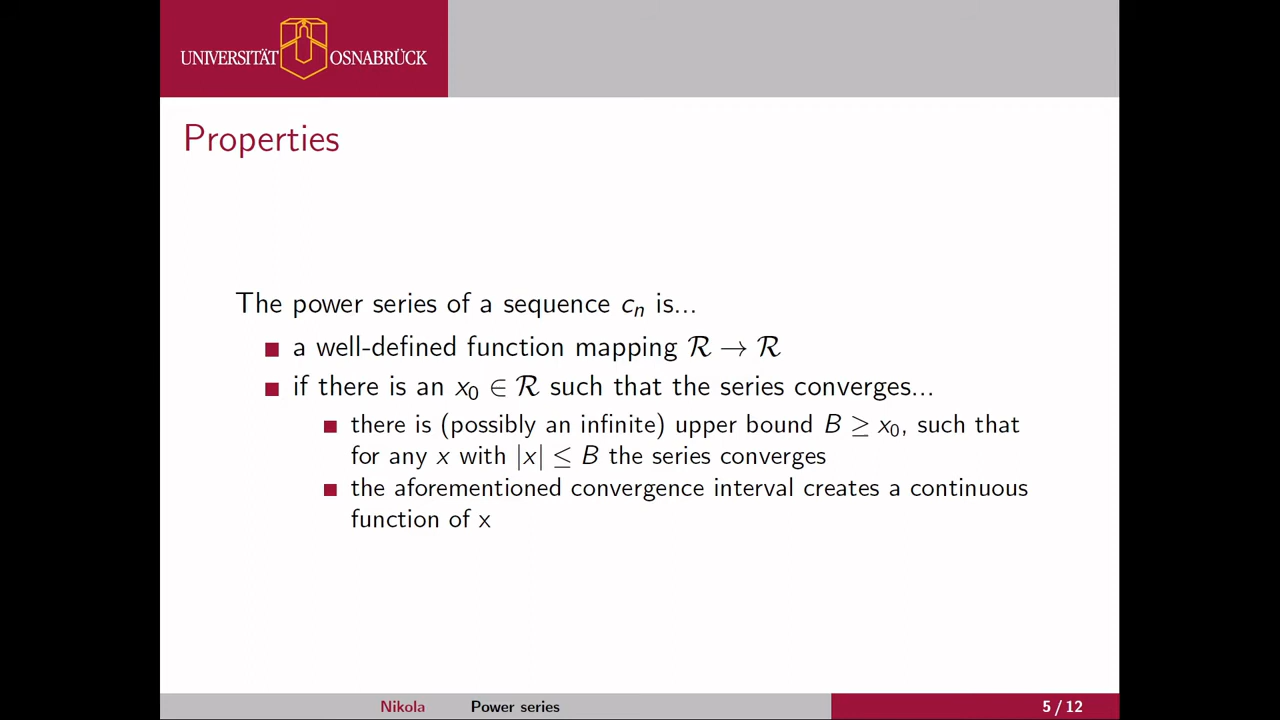 UNIVERSITÄT OSNABRÜCK
Properties
The power series of a sequence cₙ is...
a well-defined function mapping ℛ → ℛ
if there is an x₀ ∈ ℛ such that the series converges...
there is (possibly an infinite) upper bound B ≥ x₀, such that
for any x with |x| ≤ B the series converges
the aforementioned convergence interval creates a continuous
function of x
Nikola Power series 5 / 12